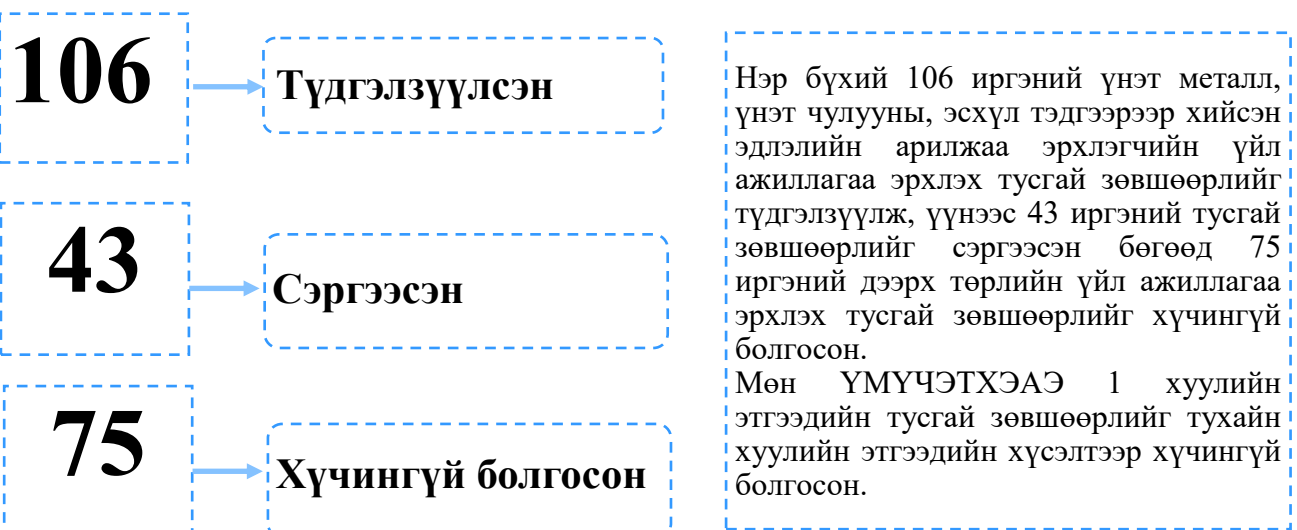 106
Түдгэлзүүлсэн
43
Сэргээсэн
75
Хүчингүй болгосон
Нэр бүхий 106 иргэний үнэт металл,
үнэт чулууны, эсхүл тэдгээрээр хийсэн
эдлэлийн арилжаа эрхлэгчийн үйл
ажиллагаа эрхлэх тусгай зөвшөөрлийг
түдгэлзүүлж, үүнээс 43 иргэний тусгай
зөвшөөрлийг сэргээсэн бөгөөд 75
иргэний дээрх төрлийн үйл ажиллагаа
эрхлэх тусгай зөвшөөрлийг хүчингүй
болгосон.
Мөн ҮМҮЧЭТХЭАЭ 1 хуулийн
этгээдийн тусгай зөвшөөрлийг тухайн
хуулийн этгээдийн хүсэлтээр хүчингүй
болгосон.